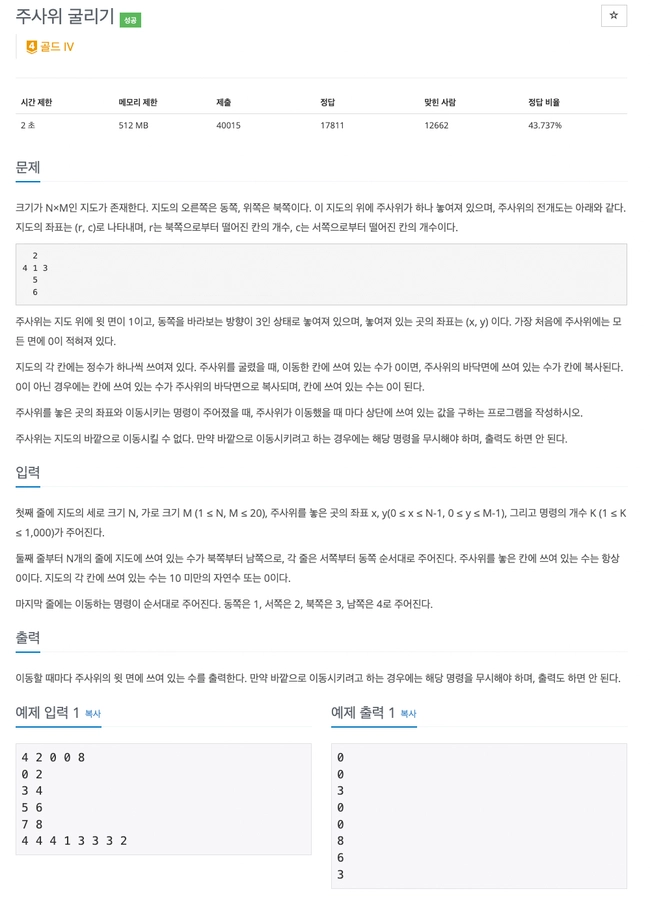 주사위 굴리기 성공
☆
4 골드 IV
시간 제한 메모리 제한 제출 정답 맞힌 사람 정답 비율
2 초 512 MB 40015 17811 12662 43.737%
문제
크기가 N×M인 지도가 존재한다. 지도의 오른쪽은 동쪽, 위쪽은 북쪽이다. 이 지도의 위에 주사위가 하나 놓여져 있으며, 주사위의 전개도는 아래와 같다.
지도의 좌표는 (r, c)로 나타내며, r는 북쪽으로부터 떨어진 칸의 개수, c는 서쪽으로부터 떨어진 칸의 개수이다.
2
4 1 3
5
6
주사위는 지도 위에 윗 면이 1이고, 동쪽을 바라보는 방향이 3인 상태로 놓여져 있으며, 놓여져 있는 곳의 좌표는 (x, y) 이다. 가장 처음에 주사위에는 모
든 면에 0이 적혀져 있다.
지도의 각 칸에는 정수가 하나씩 쓰여져 있다. 주사위를 굴렸을 때, 이동한 칸에 쓰여 있는 수가 0이면, 주사위의 바닥면에 쓰여 있는 수가 칸에 복사된다.
0이 아닌 경우에는 칸에 쓰여 있는 수가 주사위의 바닥면으로 복사되며, 칸에 쓰여 있는 수는 0이 된다.
주사위를 놓은 곳의 좌표와 이동시키는 명령이 주어졌을 때, 주사위가 이동했을 때 마다 상단에 쓰여 있는 값을 구하는 프로그램을 작성하시오.
주사위는 지도의 바깥으로 이동시킬 수 없다. 만약 바깥으로 이동시키려고 하는 경우에는 해당 명령을 무시해야 하며, 출력도 하면 안 된다.
입력
첫째 줄에 지도의 세로 크기 N, 가로 크기 M (1 ≤ N, M ≤ 20), 주사위를 놓은 곳의 좌표 x, y(0 ≤ x ≤ N-1, 0 ≤ y ≤ M-1), 그리고 명령의 개수 K (1 ≤ K
≤ 1,000)가 주어진다.
둘째 줄부터 N개의 줄에 지도에 쓰여 있는 수가 북쪽부터 남쪽으로, 각 줄은 서쪽부터 동쪽 순서대로 주어진다. 주사위를 놓은 칸에 쓰여 있는 수는 항상
0이다. 지도의 각 칸에 쓰여 있는 수는 10 미만의 자연수 또는 0이다.
마지막 줄에는 이동하는 명령이 순서대로 주어진다. 동쪽은 1, 서쪽은 2, 북쪽은 3, 남쪽은 4로 주어진다.
출력
이동할 때마다 주사위의 윗 면에 쓰여 있는 수를 출력한다. 만약 바깥으로 이동시키려고 하는 경우에는 해당 명령을 무시해야 하며, 출력도 하면 안 된다.
예제 입력 1 복사
4 2 0 0 8
0 2
3 4
5 6
7 8
4 4 4 1 3 3 3 2
예제 출력 1 복사
0
0
3
0
0
8
6
3